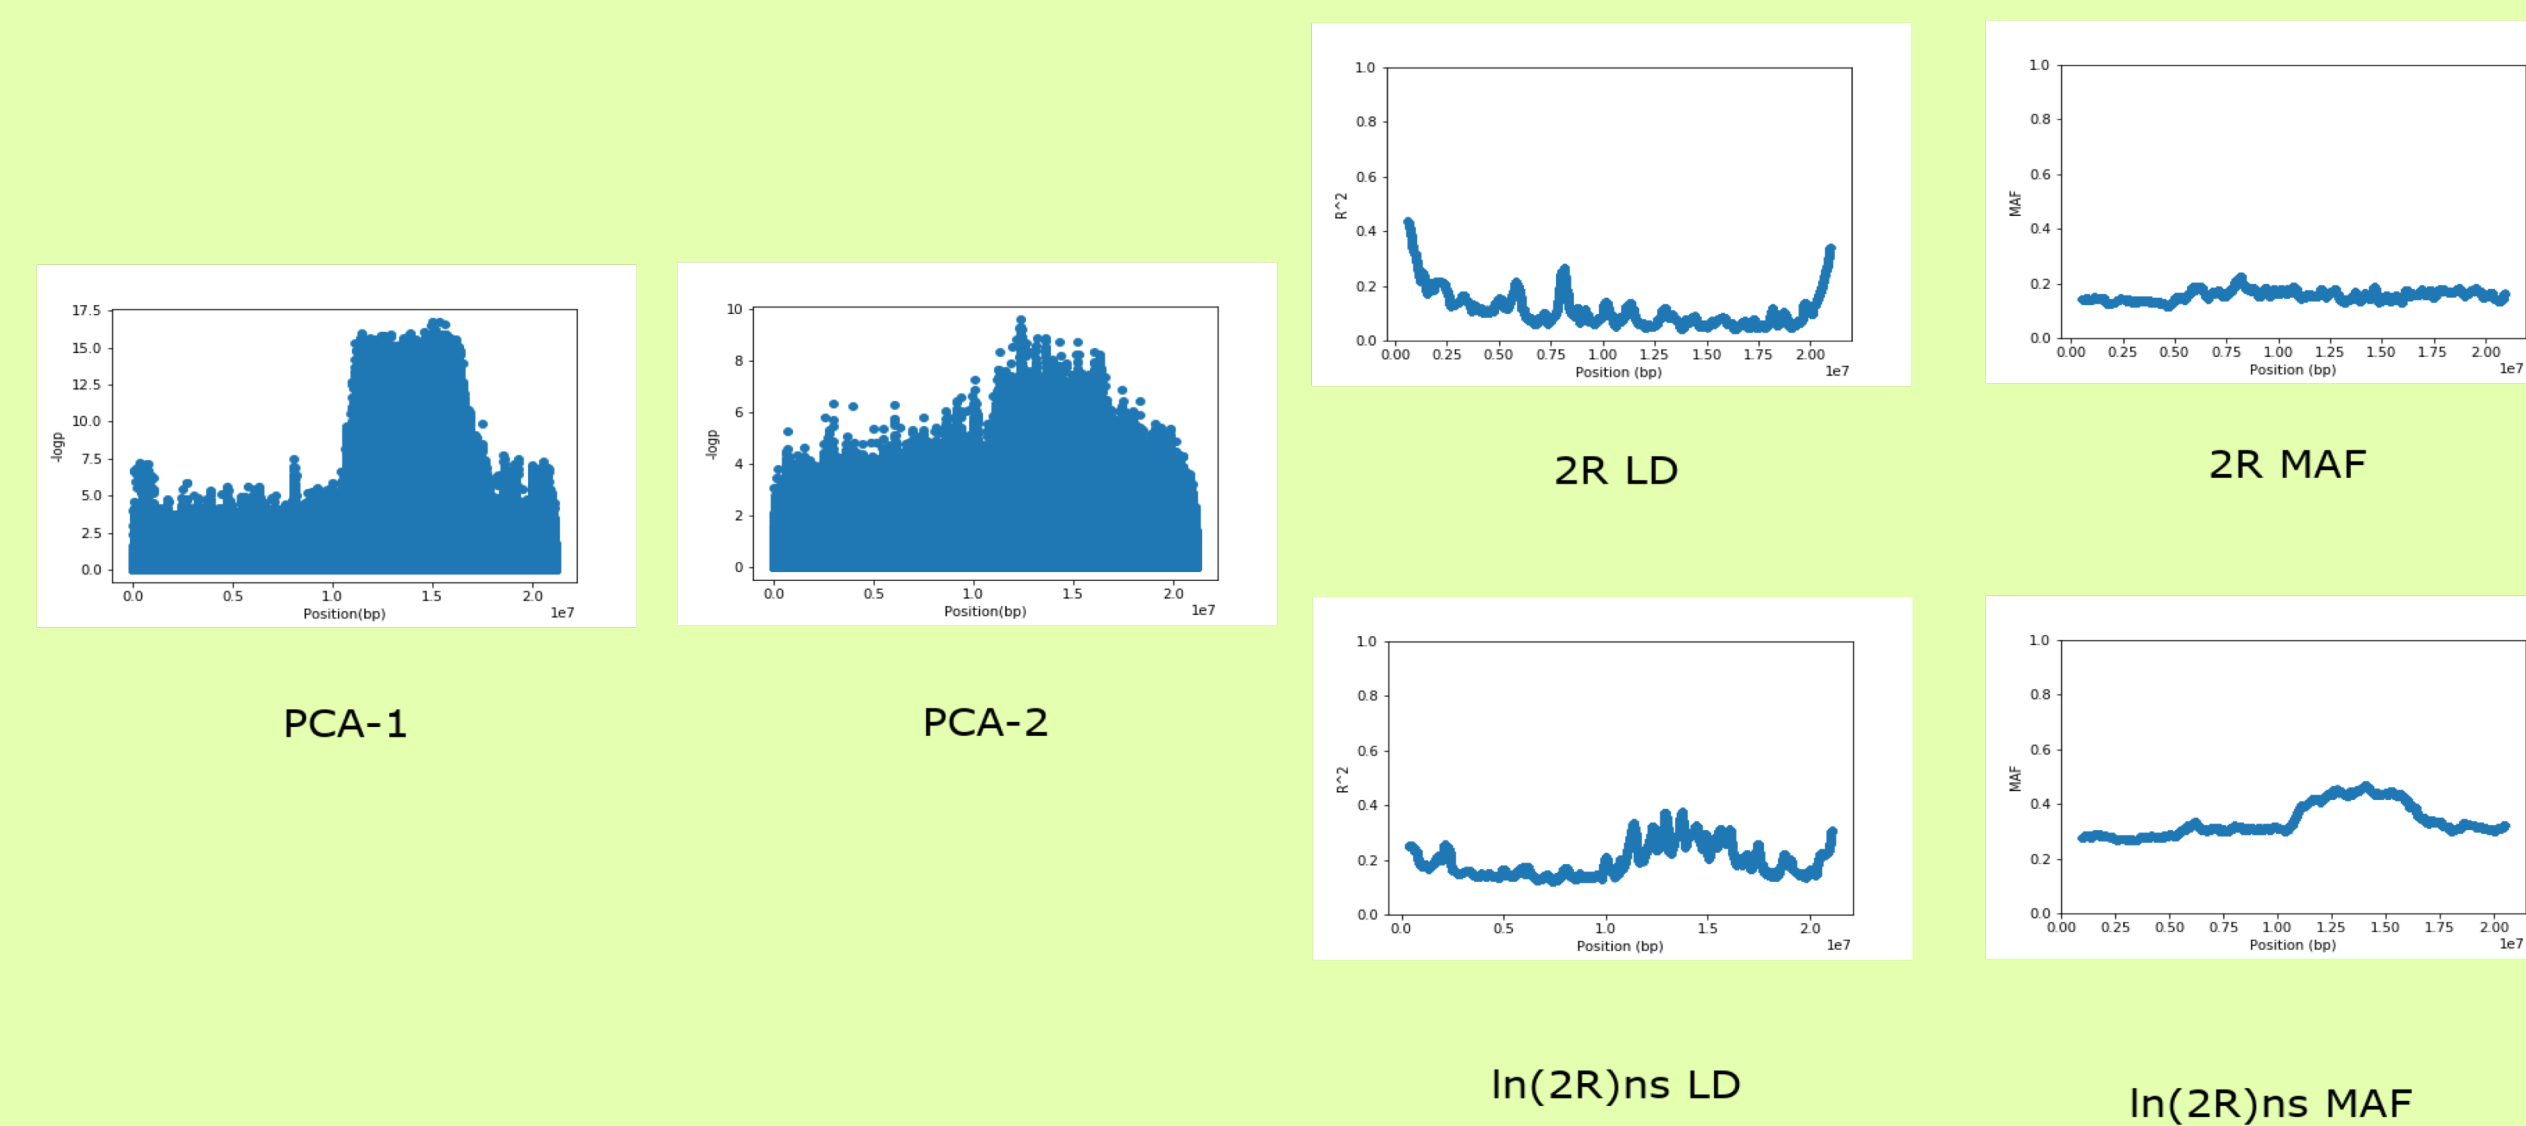 17.5
15.0
12.5
10.0
7.5
5.0
2.5
0.0
-logp
0.0 0.5 1.0 1.5 2.0
Position(bp)
1e7
PCA-1
10
8
6
4
2
0
-logp
0.0 0.5 1.0 1.5 2.0
Position(bp)
1e7
PCA-2
1.0
0.8
0.6
0.4
0.2
0.0
R^2
0.00 0.25 0.50 0.75 1.00 1.25 1.50 1.75 2.00
Position (bp)
1e7
2R LD
1.0
0.8
0.6
0.4
0.2
0.0
MAF
0.00 0.25 0.50 0.75 1.00 1.25 1.50 1.75 2.00
Position (bp)
1e7
2R MAF
1.0
0.8
0.6
0.4
0.2
0.0
R^2
0.0 0.5 1.0 1.5 2.0
Position (bp)
1e7
ln(2R)ns LD
1.0
0.8
0.6
0.4
0.2
0.0
MAF
0.00 0.25 0.50 0.75 1.00 1.25 1.50 1.75 2.00
Position (bp)
1e7
ln(2R)ns MAF